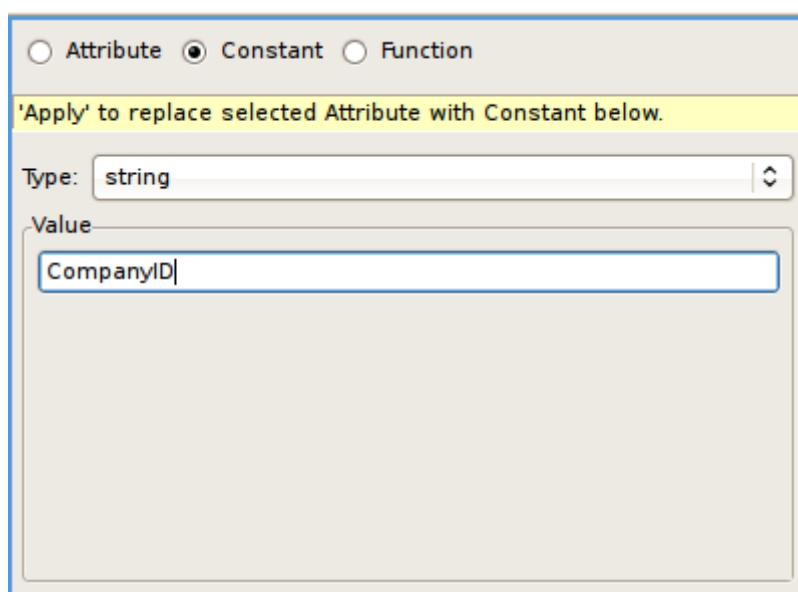 Attribute Constant Function
'Apply' to replace selected Attribute with Constant below.
Type: string
Value
CompanyID